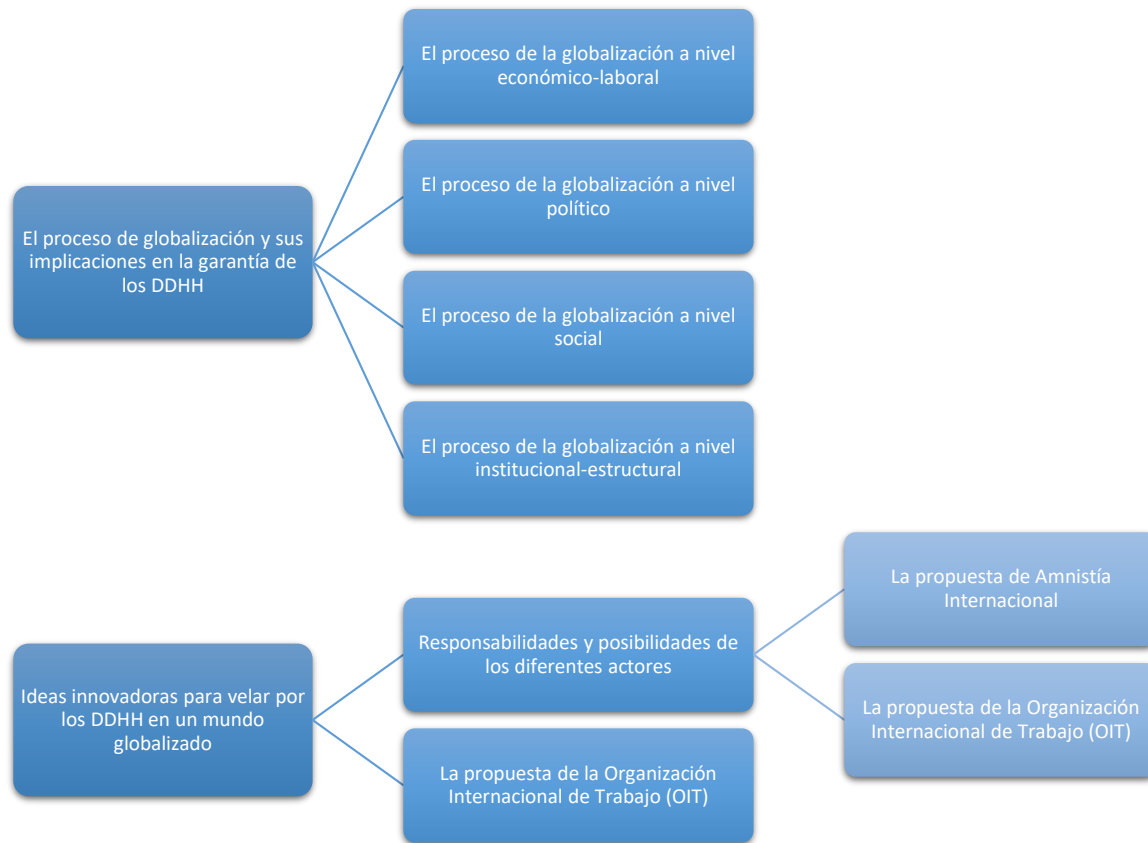 El proceso de globalización y sus
implicaciones en la garantía de
los DDHH
El proceso de la globalización a nivel
económico-laboral
El proceso de la globalización a nivel
político
El proceso de la globalización a nivel
social
El proceso de la globalización a nivel
institucional-estructural
Ideas innovadoras para velar por
los DDHH en un mundo
globalizado
Responsabilidades y posibilidades de
los diferentes actores
La propuesta de Amnistía
Internacional
La propuesta de la Organización
Internacional de Trabajo (OIT)
La propuesta de la Organización
Internacional de Trabajo (OIT)